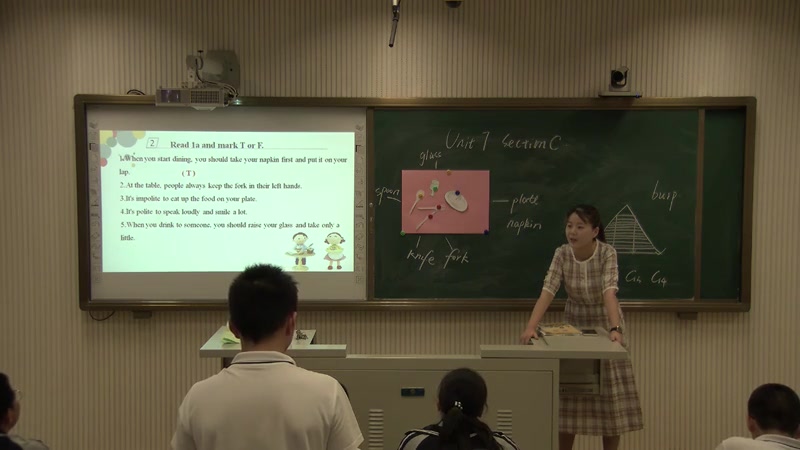 2 Read 1a and mark T or F.
1.When you start dining, you should take your napkin first and put it on your
lap. ( T )
2.At the table, people always keep the fork in their left hands.
3.It's impolite to eat up the food on your plate.
4.It's polite to speak loudly and smile a lot.
5.When you drink to someone, you should raise your glass and take only a
little.
Unit 7 Section C
glass
spoon
plate
napkin
knife fork
burp